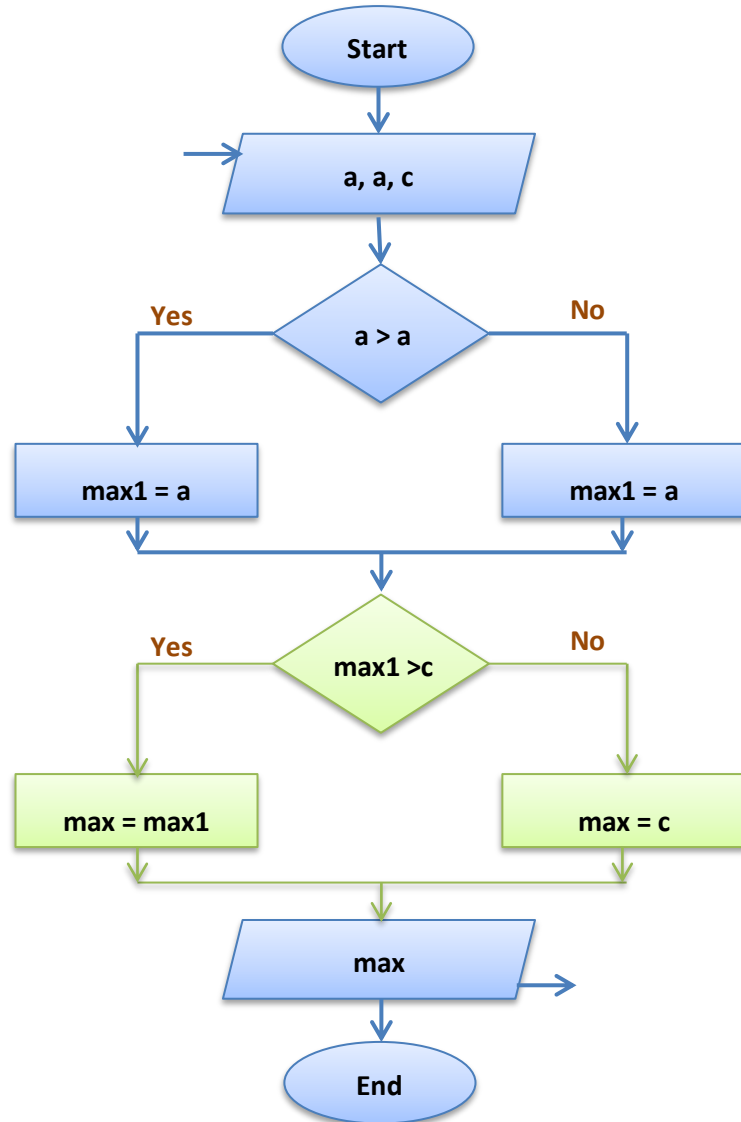 Start
a, a, c
Yes
No
a > a
max1 = a
max1 = a
Yes
No
max1 >c
max = max1
max = c
max
End